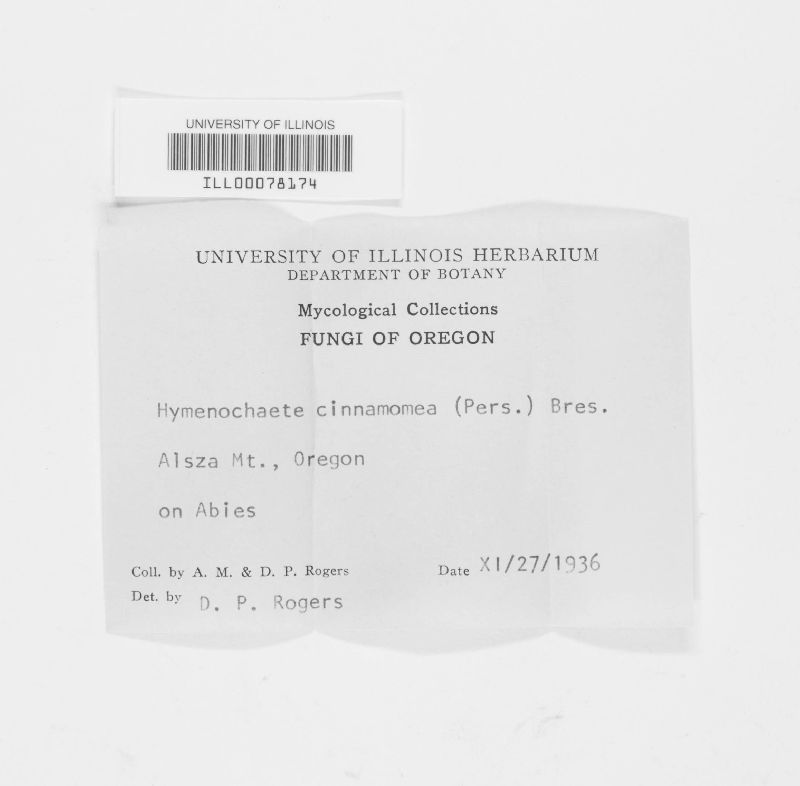 UNIVERSITY OF ILLINOIS
ILL00078174
UNIVERSITY OF ILLINOIS HERBARIUM
DEPARTMENT OF BOTANY
Mycological Collections
FUNGI OF OREGON
Hymenochaete cinnamomea (Pers.) Bres.
Alsza Mt., Oregon
on Abies
Coll. by A. M. & D. P. Rogers Date XI/27/1936
Det. by D. P. Rogers